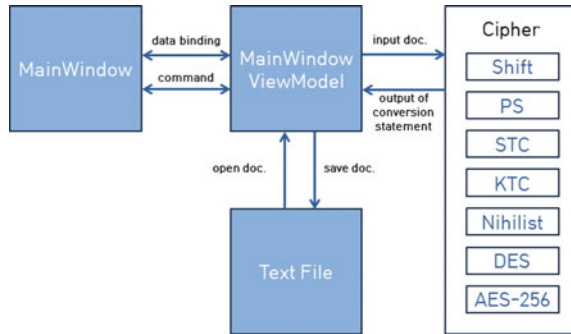 MainWindow
data binding
command
MainWindow
ViewModel
input doc.
output of
conversion
statement
open doc.
save doc.
Text File
Cipher
Shift
PS
STC
KTC
Nihilist
DES
AES-256